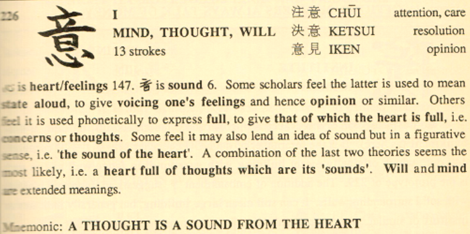 226 意 I 注意 CHŪI attention, care
MIND, THOUGHT, WILL 決意 KETSUI resolution
13 strokes 意見 IKEN opinion
心 is heart/feelings 147. 音 is sound 6. Some scholars feel the latter is used to mean
state aloud, to give voicing one's feelings and hence opinion or similar. Others
feel it is used phonetically to express full, to give that of which the heart is full, i.e.
concerns or thoughts. Some feel it may also lend an idea of sound but in a figurative
sense, i.e. 'the sound of the heart'. A combination of the last two theories seems the
most likely, i.e. a heart full of thoughts which are its 'sounds'. Will and mind
are extended meanings.
Mnemonic: A THOUGHT IS A SOUND FROM THE HEART